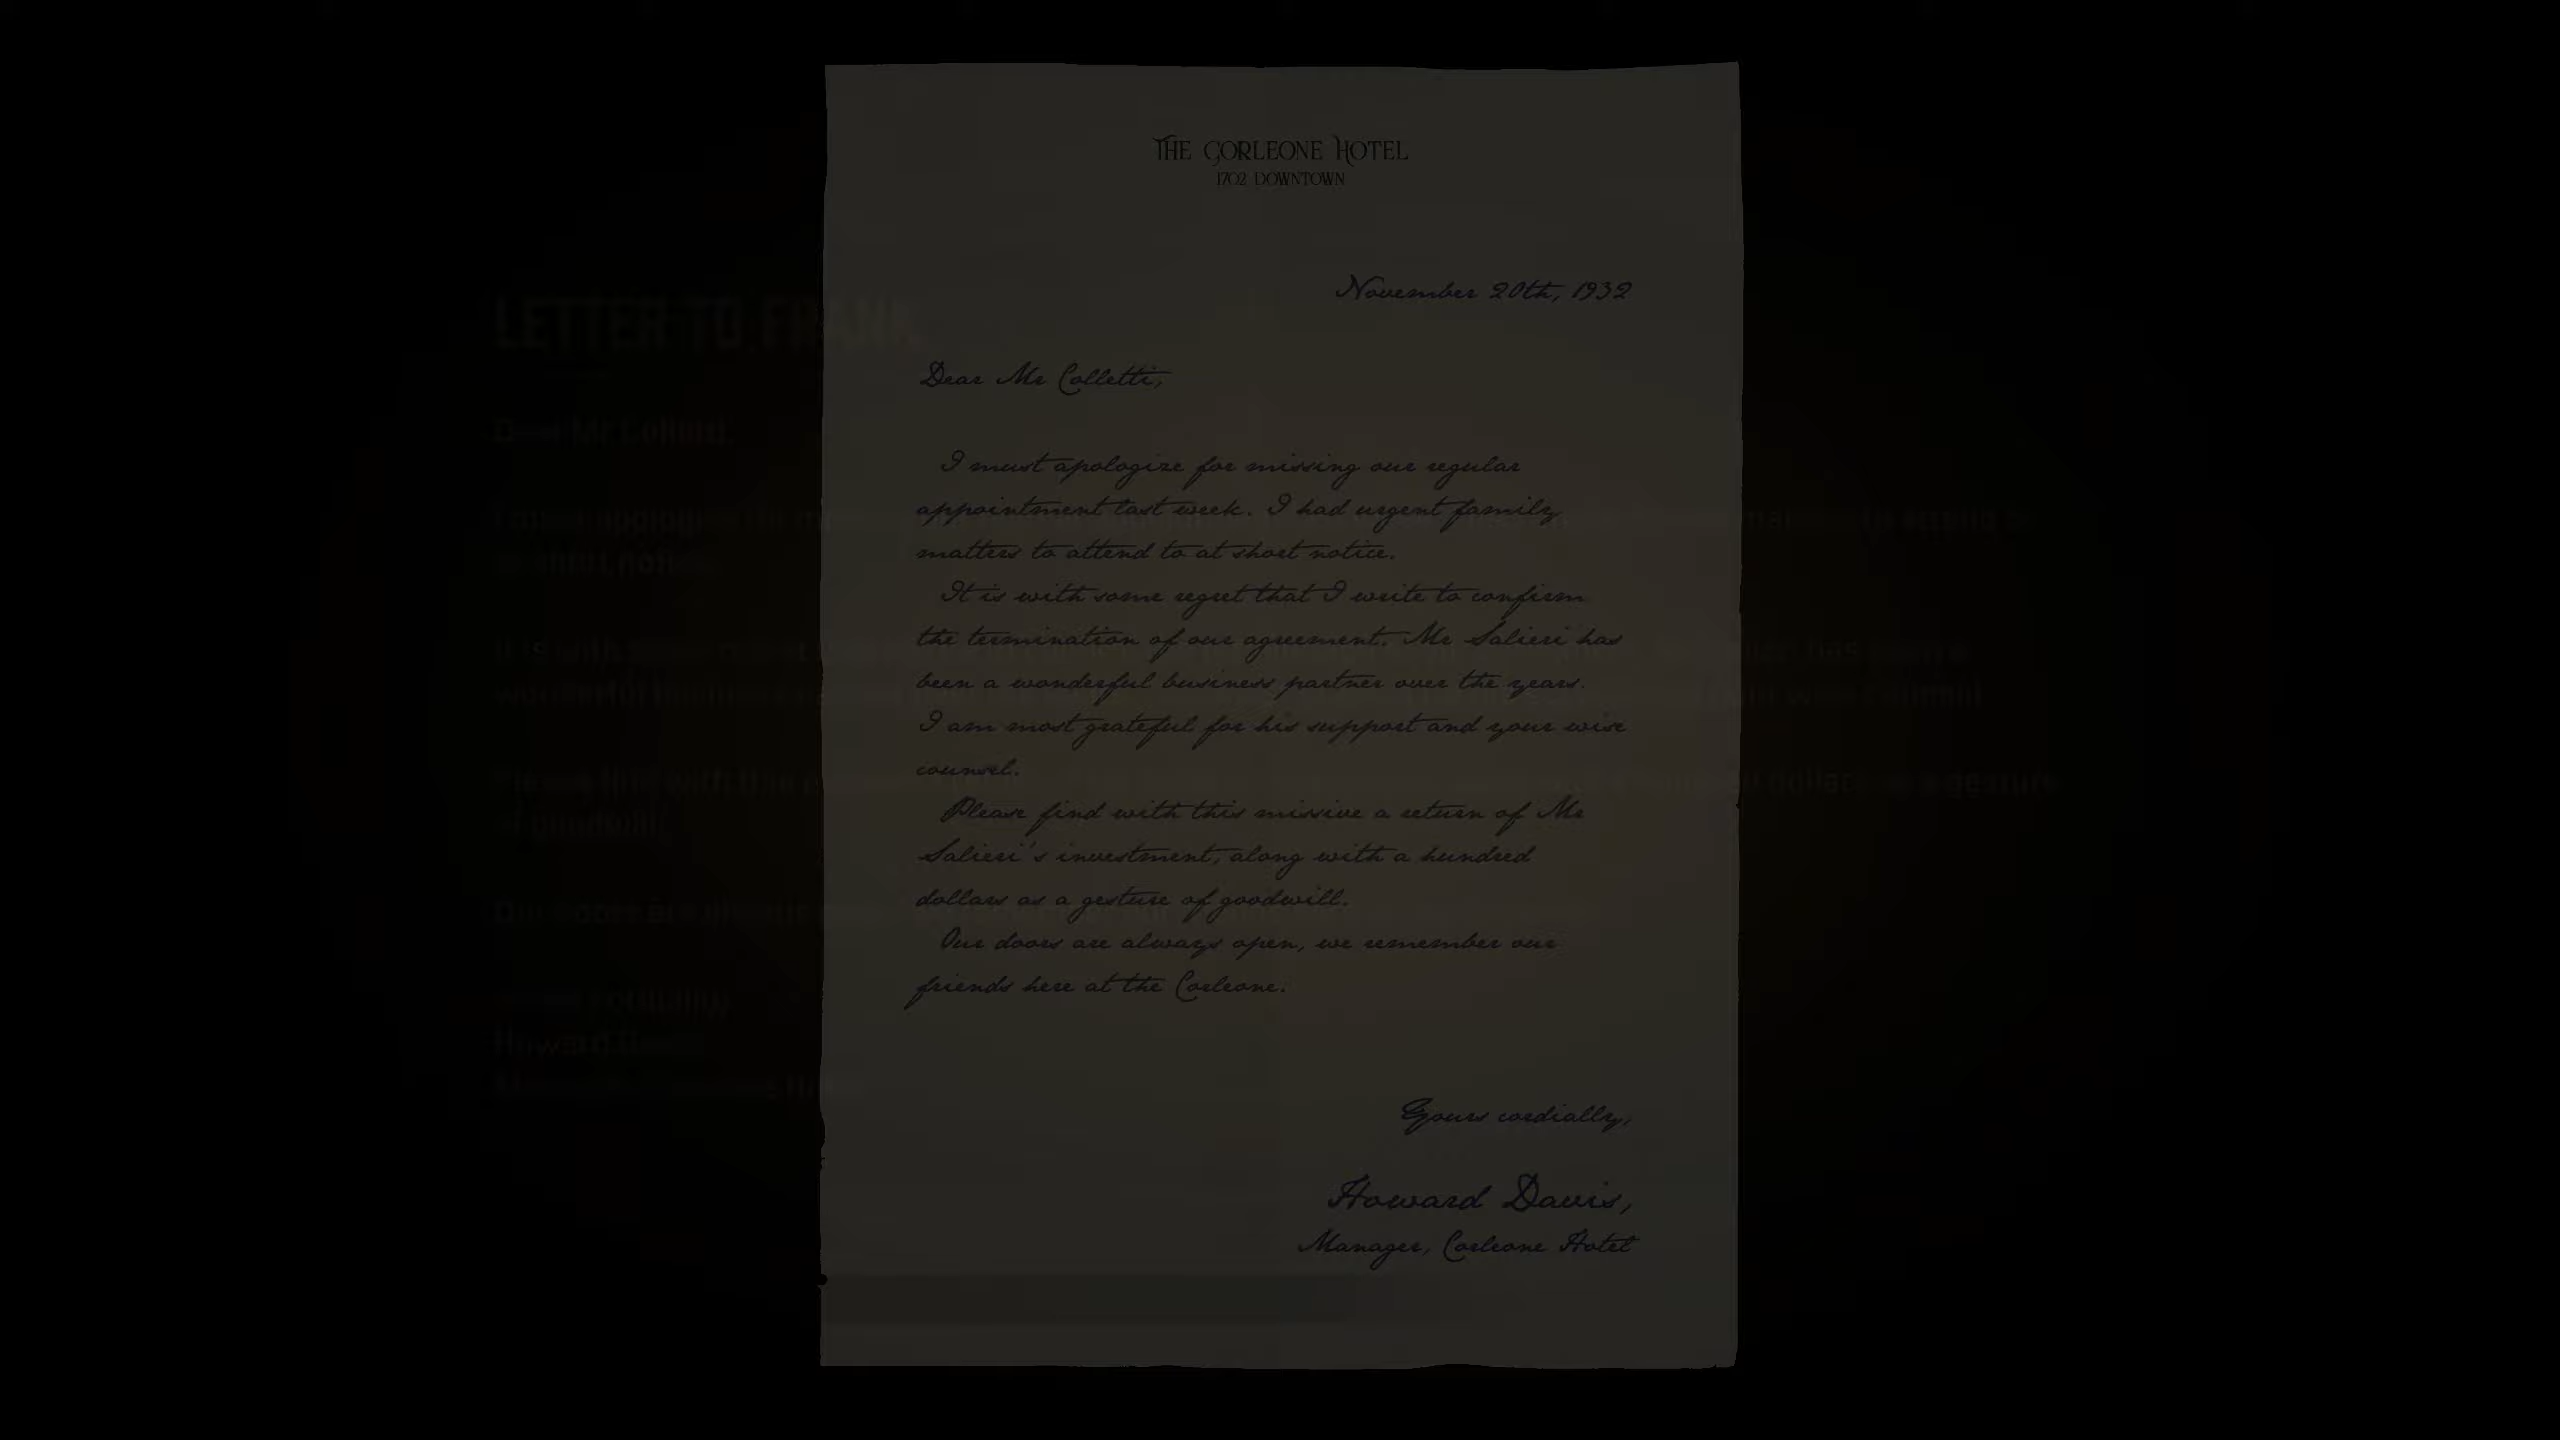 THE CORLEONE HOTEL
1702 DOWNTOWN
November 20th, 1932
LETTER TO FRANK
Dear Mr Colletti,
I must apologize for missing our regular
appointment last week. I had urgent family
matters to attend to at short notice.
It is with some regret that I write to confirm
the termination of our agreement. Mr Salieri has
been a wonderful business partner over the years.
I am most grateful for his support and your wise
counsel.
Please find with this missive a return of Mr
Salieri's investment, along with a hundred
dollars as a gesture of goodwill.
Our doors are always open, we remember our
friends here at the Corleone.
Yours cordially,
Howard Davis,
Manager, Corleone Hotel